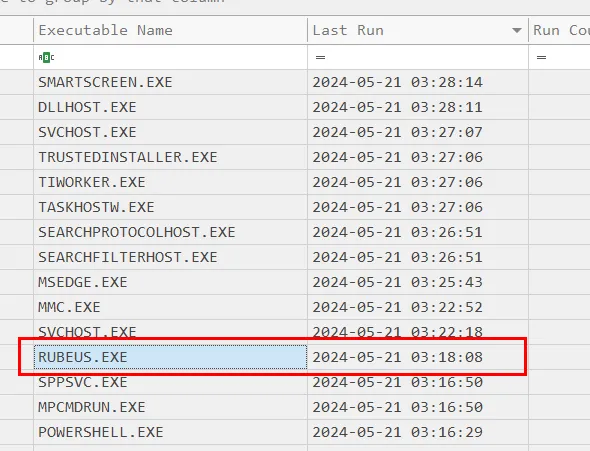 e to group by that column
Executable Name Last Run Run Cou
ABC = =
SMARTSCREEN.EXE 2024-05-21 03:28:14
DLLHOST.EXE 2024-05-21 03:28:11
SVCHOST.EXE 2024-05-21 03:27:07
TRUSTEDINSTALLER.EXE 2024-05-21 03:27:06
TIWORKER.EXE 2024-05-21 03:27:06
TASKHOSTW.EXE 2024-05-21 03:27:06
SEARCHPROTOCOLHOST.EXE 2024-05-21 03:26:51
SEARCHFILTERHOST.EXE 2024-05-21 03:26:51
MSEDGE.EXE 2024-05-21 03:25:43
MMC.EXE 2024-05-21 03:22:52
SVCHOST.EXE 2024-05-21 03:22:18
RUBEUS.EXE 2024-05-21 03:18:08
SPPSVC.EXE 2024-05-21 03:16:50
MPCMDRUN.EXE 2024-05-21 03:16:50
POWERSHELL.EXE 2024-05-21 03:16:29